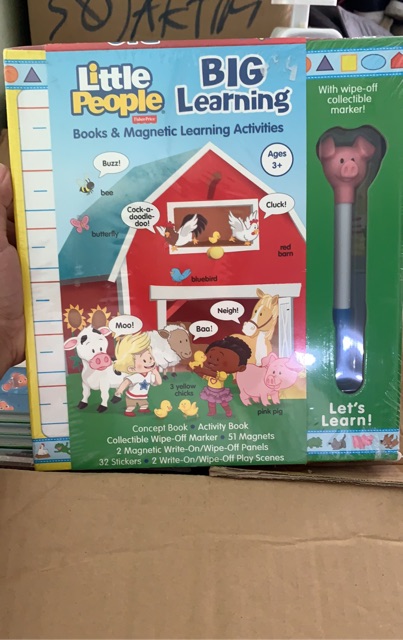 Little
People
Fisher-Price
BIG
Learning
Books & Magnetic Learning Activities
Ages
3+
With wipe-off
collectible
marker!
Buzz!
bee
Cock-a-
doodle-
doo!
Cluck!
butterfly
red
barn
bluebird
Neigh!
Moo!
Baa!
3 yellow
chicks
pink pig
Let's
Learn!
Concept Book • Activity Book
Collectible Wipe-Off Marker • 51 Magnets
2 Magnetic Write-On/Wipe-Off Panels
32 Stickers • 2 Write-On/Wipe-Off Play Scenes